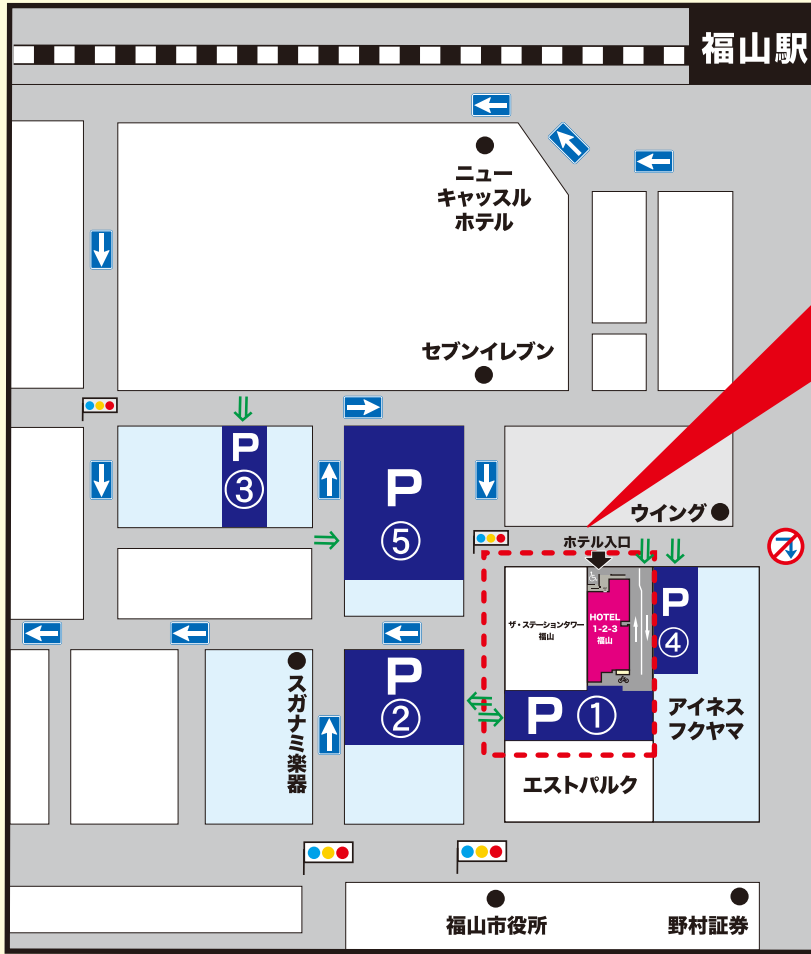 福山駅
ニュー
キャッスル
ホテル
セブンイレブン
P
③
P
⑤
ウイング
ホテル入口
ザ・ステーションタワー
福山
HOTEL
1-2-3
福山
P
④
P
②
P ①
スガナミ楽器
アイネス
フクヤマ
エストパルク
福山市役所
野村証券